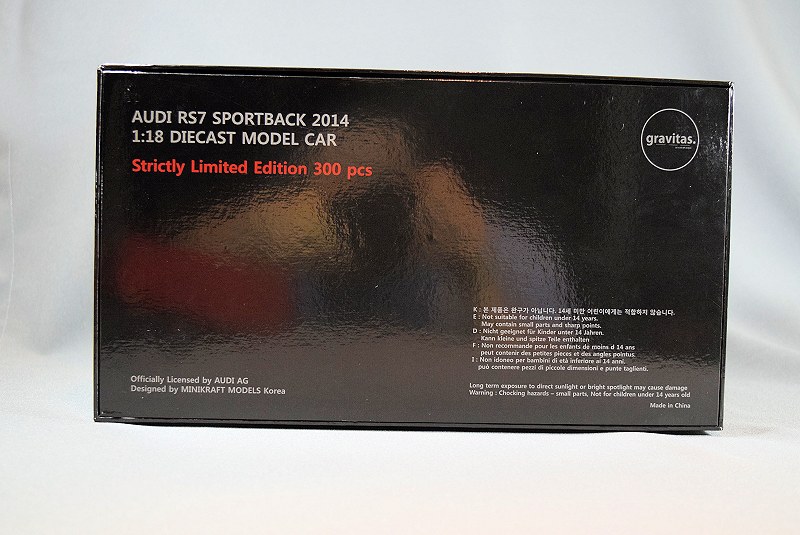 AUDI RS7 SPORTBACK 2014
1:18 DIECAST MODEL CAR
Strictly Limited Edition 300 pcs
gravitas.
K : 본 제품은 완구가 아닙니다. 14세 미만 어린이에게는 적합하지 않습니다.
E : Not suitable for children under 14 years.
May contain small parts and sharp points.
D : Nicht geeignet für Kinder unter 14 Jahren.
Kann kleine und spitze Teile enthalten
F : Non recommande pour les enfants de moins d 14 ans
peut contenir des petites pieces et des angles pointus.
I : Non idoneo per bambini di età inferiore ai 14 anni.
può contenere pezzi di piccole dimensioni e punte taglienti.
Officially Licensed by AUDI AG
Designed by MINIKRAFT MODELS Korea
Long term exposure to direct sunlight or bright spotlight may cause damage
Warning : Chocking hazards – small parts, Not for children under 14 years old
Made in China